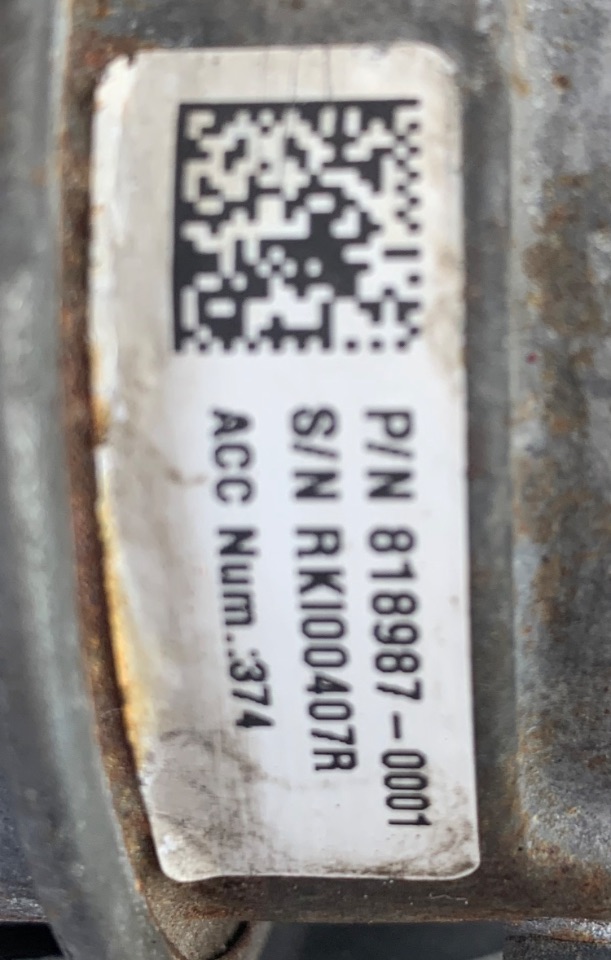 P/N 818987-0001
S/N RKI00407R
ACC Num.:374